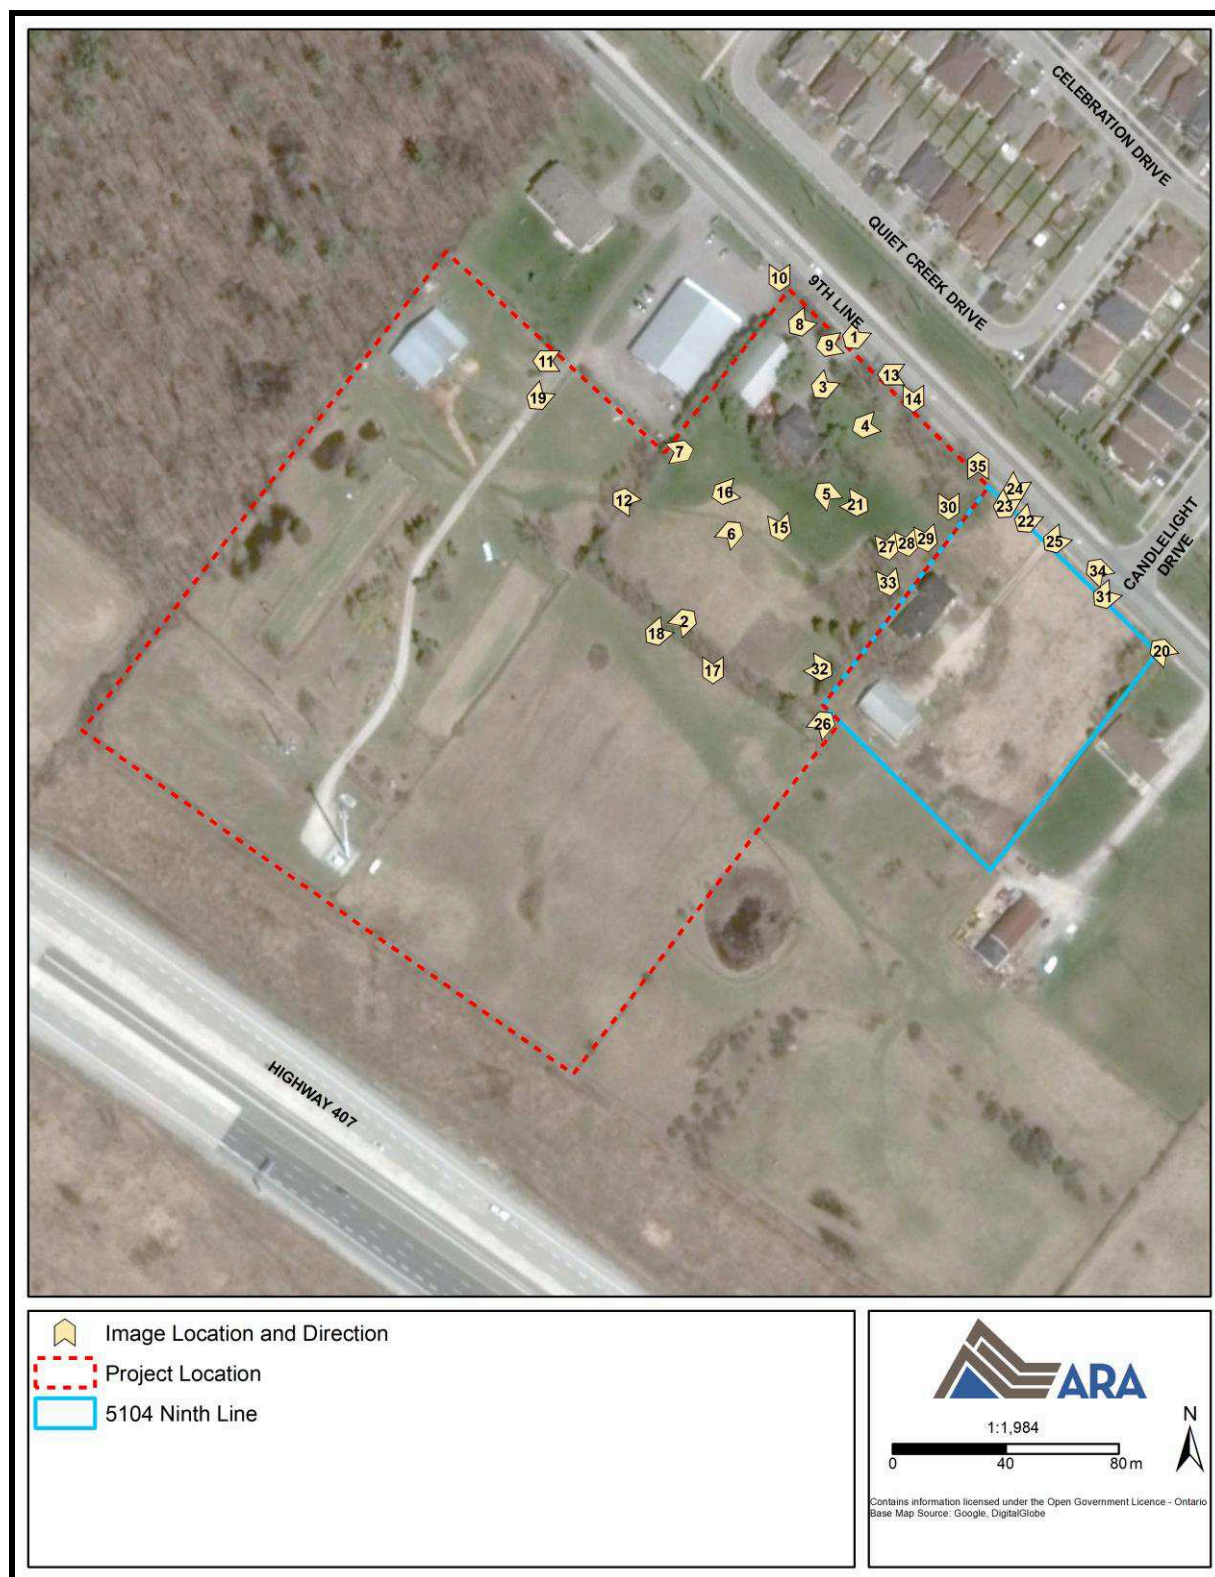 CELEBRATION DRIVE
QUIET CREEK DRIVE
9TH LINE
10
8
9
1
11
13
3
14
19
4
7
35
16
5
24
12
21
30
23
15
22
6
29
25
27
28
34
33
31
CANDLELIGHT
DRIVE
2
18
20
17
32
26
HIGHWAY 407
Image Location and Direction
Project Location
5104 Ninth Line
ARA
1:1,984
N
0 40 80 m
Contains information licensed under the Open Government Licence - Ontario
Base Map Source: Google, DigitalGlobe